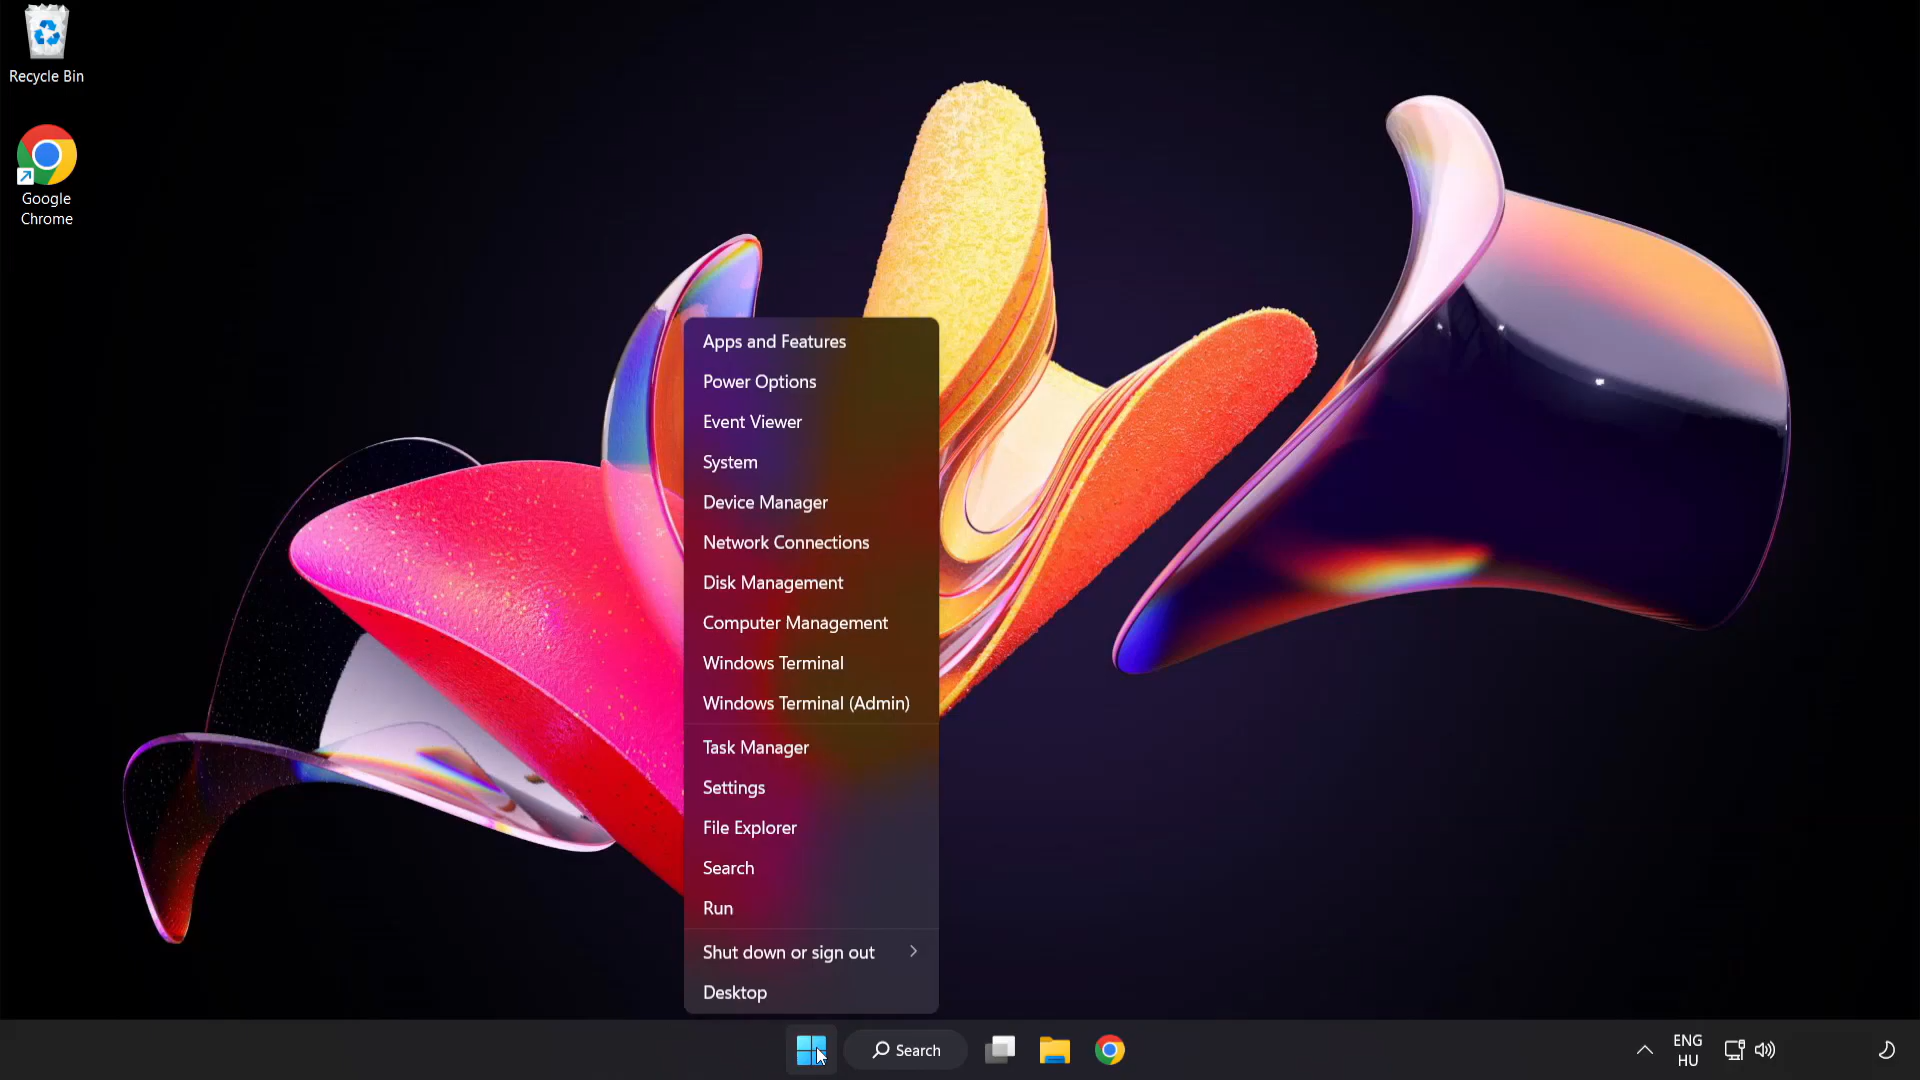 Recycle Bin
Google
Chrome
Apps and Features
Power Options
Event Viewer
System
Device Manager
Network Connections
Disk Management
Computer Management
Windows Terminal
Windows Terminal (Admin)
Task Manager
Settings
File Explorer
Search
Run
Shut down or sign out
Desktop
Search
ENG
HU